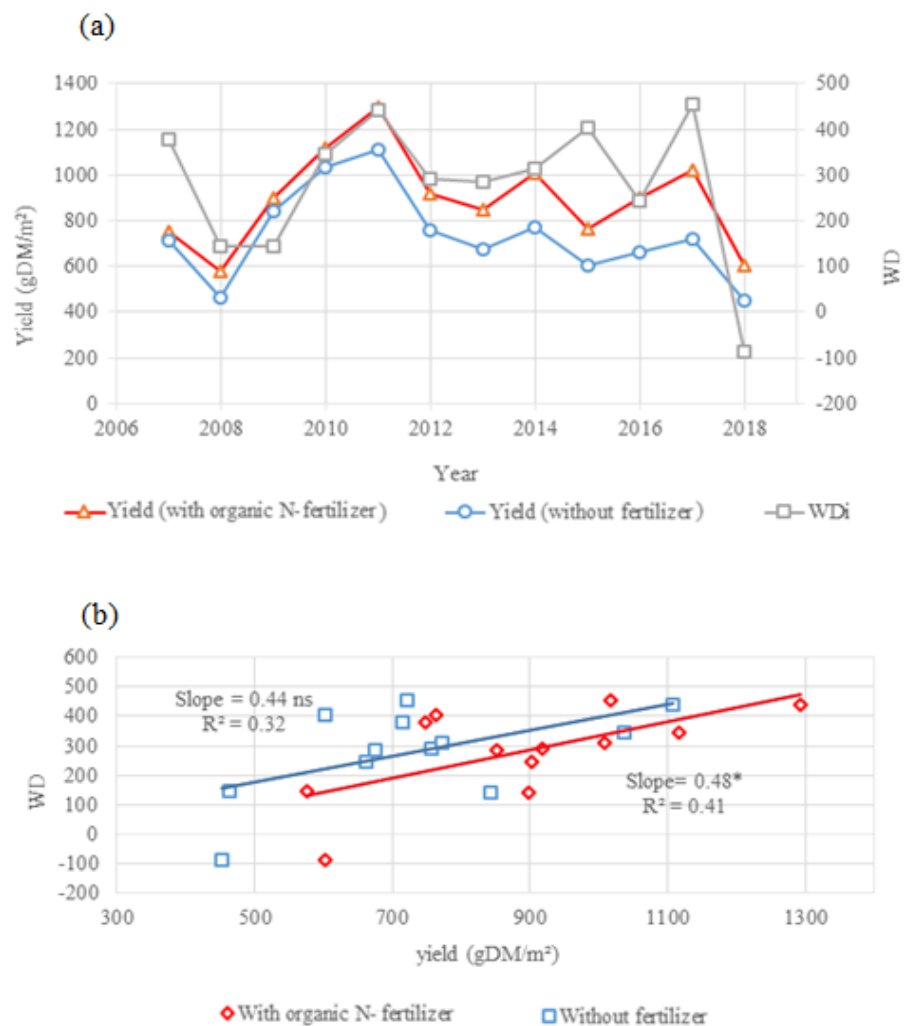 (a)
1400
1200
1000
800
600
400
200
0
Yield (gDM/m²)
500
400
300
200
100
0
-100
-200
WD
2006 2008 2010 2012 2014 2016 2018
Year
Yield (with organic N- fertilizer) Yield (without fertilizer) WDi
(b)
600
500
400
300
200
100
0
-100
-200
WD
Slope = 0.44 ns
R² = 0.32
Slope= 0.48*
R² = 0.41
300 500 700 900 1100 1300
yield (gDM/m²)
With organic N- fertilizer Without fertilizer